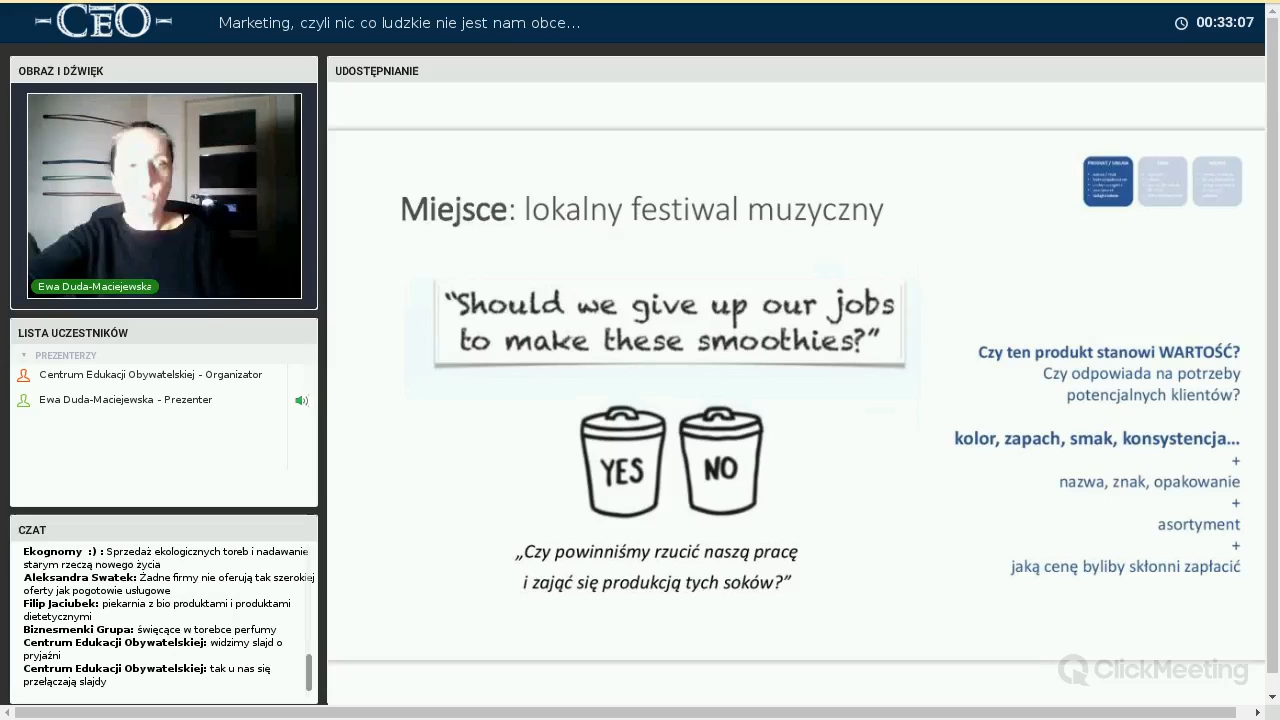 CEO
Marketing, czyli nic co ludzkie nie jest nam obce...
00:33:07
OBRAZ I DŹWIĘK
Ewa Duda-Maciejewska
LISTA UCZESTNIKÓW
PREZENTERZY
Centrum Edukacji Obywatelskiej - Organizator
Ewa Duda-Maciejewska - Prezenter
CZAT
Ekognomy :) : Sprzedaż ekologicznych toreb i nadawanie
starym rzeczą nowego życia
Aleksandra Swatek: Żadne firmy nie oferują tak szerokiej
oferty jak pogotowie usługowe
Filip Jaciubek: piekarnia z bio produktami i produktami
dietetycznymi
Biznesmenki Grupa: święcące w torebce perfumy
Centrum Edukacji Obywatelskiej: widzimy slajd o
pryjaźni
Centrum Edukacji Obywatelskiej: tak u nas się
przełączają slajdy
UDOSTĘPNIANIE
PRODUKT / USŁUGA
Miejsce: lokalny festiwal muzyczny
"Should we give up our jobs
to make these smoothies?"
YES
NO
„Czy powinniśmy rzucić naszą pracę
i zająć się produkcją tych soków?”
Czy ten produkt stanowi WARTOŚĆ?
Czy odpowiada na potrzeby
potencjalnych klientów?
kolor, zapach, smak, konsystencja...
+
nazwa, znak, opakowanie
+
asortyment
+
jaką cenę byliby skłonni zapłacić
ClickMeeting